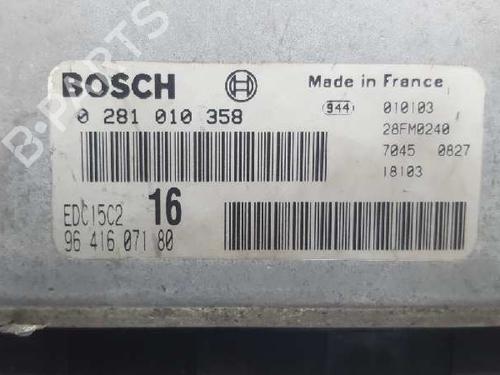 B-PARTS
BOSCH
Made in France
0 281 010 358
944
010103
28FM0240
7045 0827
18103
EDC15C2 16
96 416 071 80